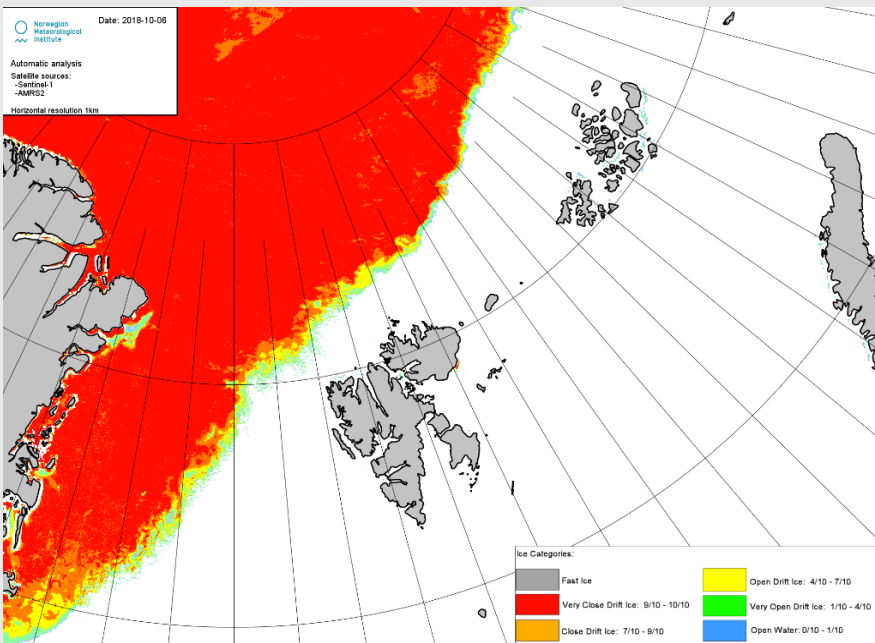 Norwegian
Meteorological
Institute
Date: 2018-10-06
Automatic analysis
Satellite sources:
-Sentinel-1
-AMRS2
Horizontal resolution 1km
Ice Categories:
Fast Ice
Very Close Drift Ice: 9/10 - 10/10
Close Drift Ice: 7/10 - 9/10
Open Drift Ice: 4/10 - 7/10
Very Open Drift Ice: 1/10 - 4/10
Open Water: 0/10 - 1/10